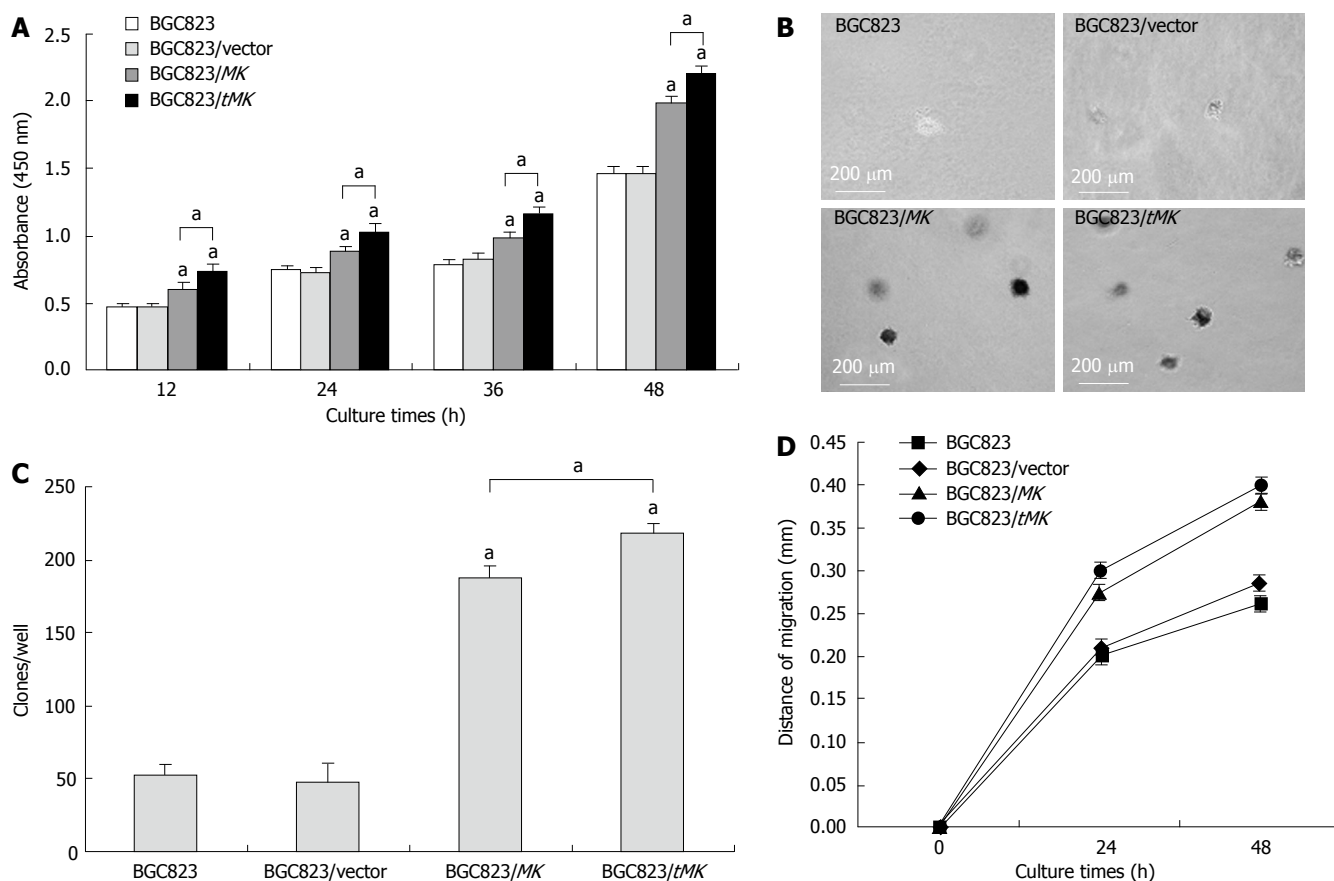 A
BGC823
BGC823/vector
BGC823/MK
BGC823/tMK
Absorbance (450 nm)
2.5
2.0
1.5
1.0
0.5
0.0
a
a
a
a
a
a
a
a
a
a
a
a
12
24
36
48
Culture times (h)
B
BGC823
200 μm
BGC823/vector
200 μm
BGC823/MK
200 μm
BGC823/tMK
200 μm
C
Clones/well
250
200
150
100
50
0
a
a
a
BGC823
BGC823/vector
BGC823/MK
BGC823/tMK
D
BGC823
BGC823/vector
BGC823/MK
BGC823/tMK
Distance of migration (mm)
0.45
0.40
0.35
0.30
0.25
0.20
0.15
0.10
0.05
0.00
0
24
48
Culture times (h)